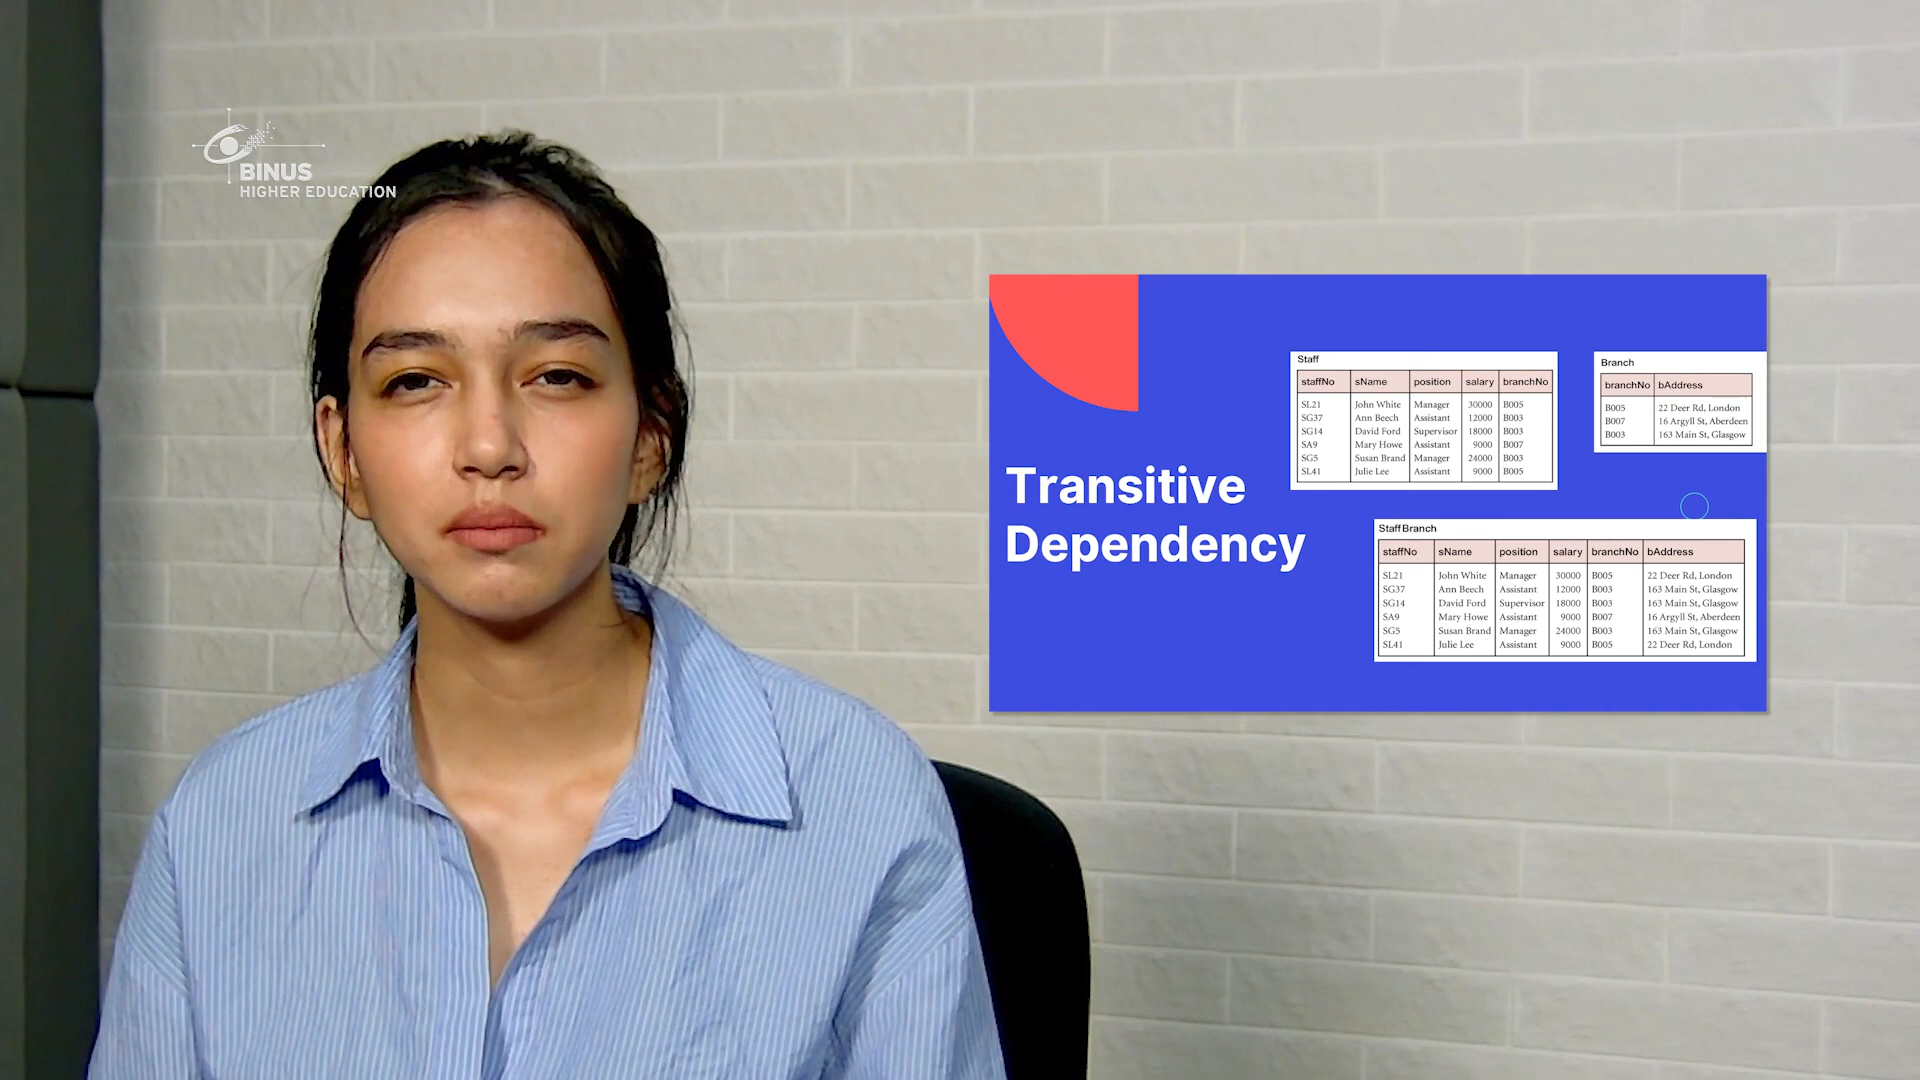 BINUS
HIGHER EDUCATION
Transitive
Dependency
Staff
staffNo sName position salary branchNo
SL21 John White Manager 30000 B005
SG37 Ann Beech Assistant 12000 B003
SG14 David Ford Supervisor 18000 B003
SA9 Mary Howe Assistant 9000 B007
SG5 Susan Brand Manager 24000 B003
SL41 Julie Lee Assistant 9000 B005
Branch
branchNo bAddress
B005 22 Deer Rd, London
B007 16 Argyll St, Aberdeen
B003 163 Main St, Glasgow
StaffBranch
staffNo sName position salary branchNo bAddress
SL21 John White Manager 30000 B005 22 Deer Rd, London
SG37 Ann Beech Assistant 12000 B003 163 Main St, Glasgow
SG14 David Ford Supervisor 18000 B003 163 Main St, Glasgow
SA9 Mary Howe Assistant 9000 B007 16 Argyll St, Aberdeen
SG5 Susan Brand Manager 24000 B003 163 Main St, Glasgow
SL41 Julie Lee Assistant 9000 B005 22 Deer Rd, London